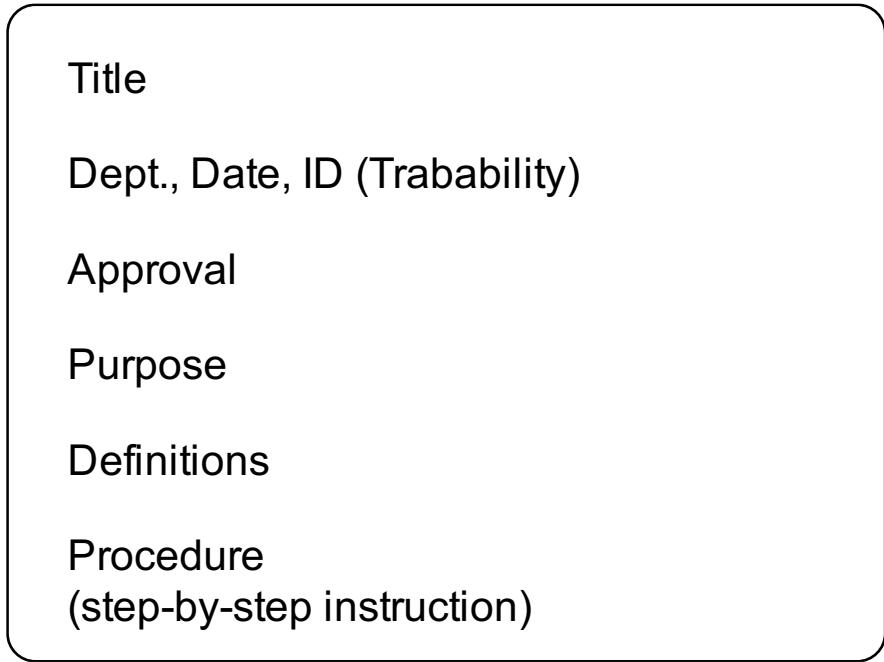 Title
Dept., Date, ID (Trabability)
Approval
Purpose
Definitions
Procedure
(step-by-step instruction)